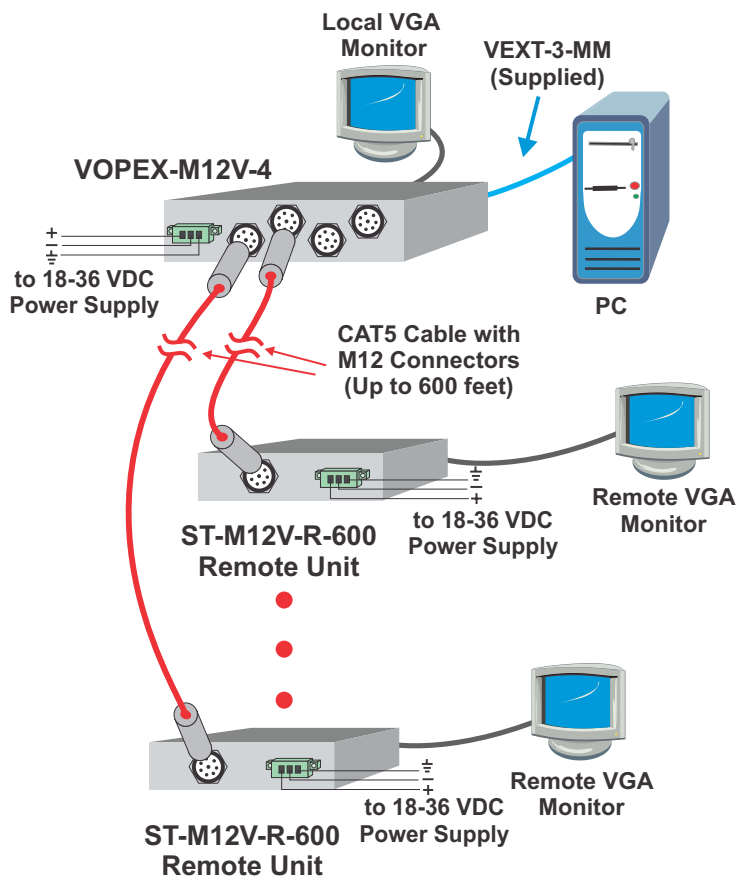 Local VGA
Monitor
VEXT-3-MM
(Supplied)
VOPEX-M12V-4
+
–
to 18-36 VDC
Power Supply
PC
CAT5 Cable with
M12 Connectors
(Up to 600 feet)
–
+
to 18-36 VDC
Power Supply
Remote VGA
Monitor
ST-M12V-R-600
Remote Unit
–
+
to 18-36 VDC
Power Supply
Remote VGA
Monitor
ST-M12V-R-600
Remote Unit